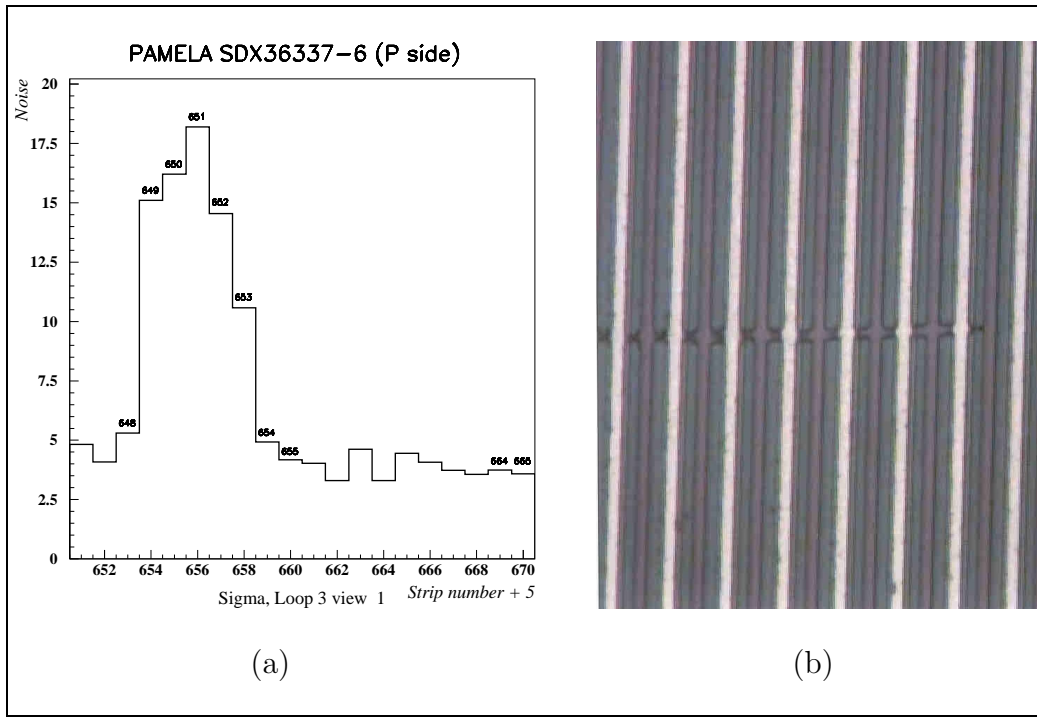 PAMELA SDX36337-6 (P side)
Noise
20
17.5
15
12.5
10
7.5
5
2.5
0
648
649
650
651
652
653
654
655
664
665
652 654 656 658 660 662 664 666 668 670
Sigma, Loop 3 view 1
Strip number + 5
(a)
(b)